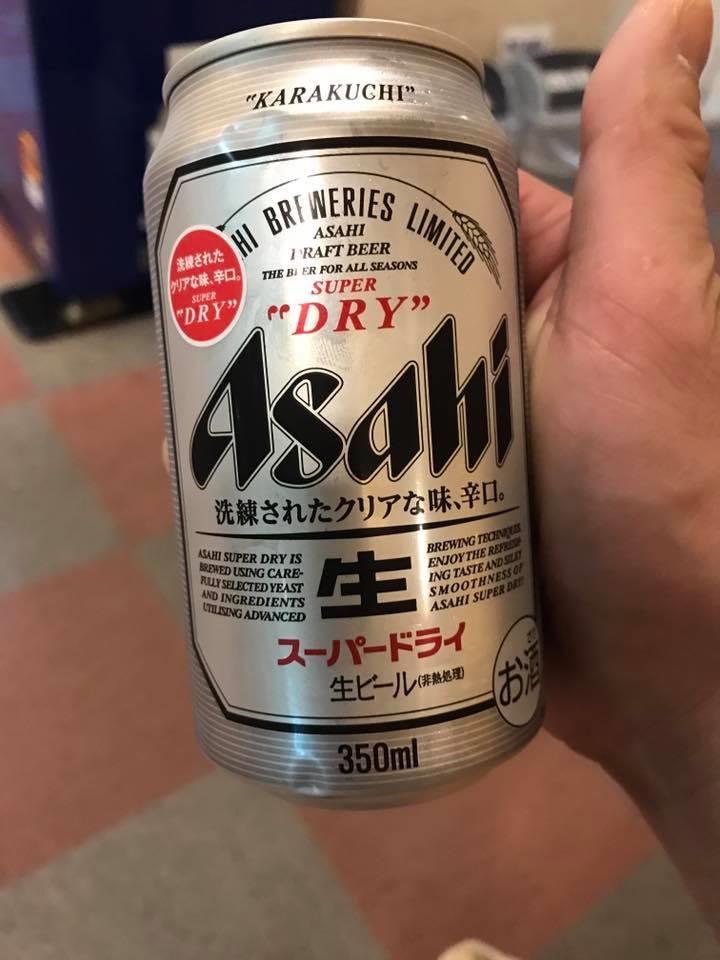 "KARAKUCHI"
BREWERIES LIMITED
ASAHI
DRAFT BEER
THE BEER FOR ALL SEASONS
SUPER
"DRY"
洗練された
クリアな味、辛口。
SUPER
"DRY"
Asahi
洗練されたクリアな味、辛口。
ASAHI SUPER DRY IS
BREWED USING CARE-
FULLY SELECTED YEAST
AND INGREDIENTS
UTILISING ADVANCED
生
BREWING TECHNIQUES.
ENJOY THE REFRESH-
ING TASTE AND SILKY
SMOOTHNESS OF
ASAHI SUPER DRY!
スーパードライ
生ビール(非熱処理)
お酒
350ml